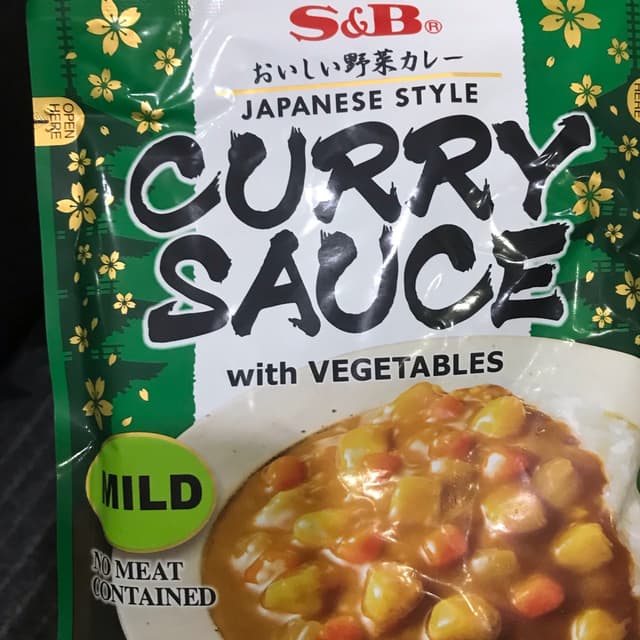 S&B®
おいしい野菜カレー
JAPANESE STYLE
CURRY
SAUCE
with VEGETABLES
OPEN
HERE
MILD
NO MEAT
CONTAINED